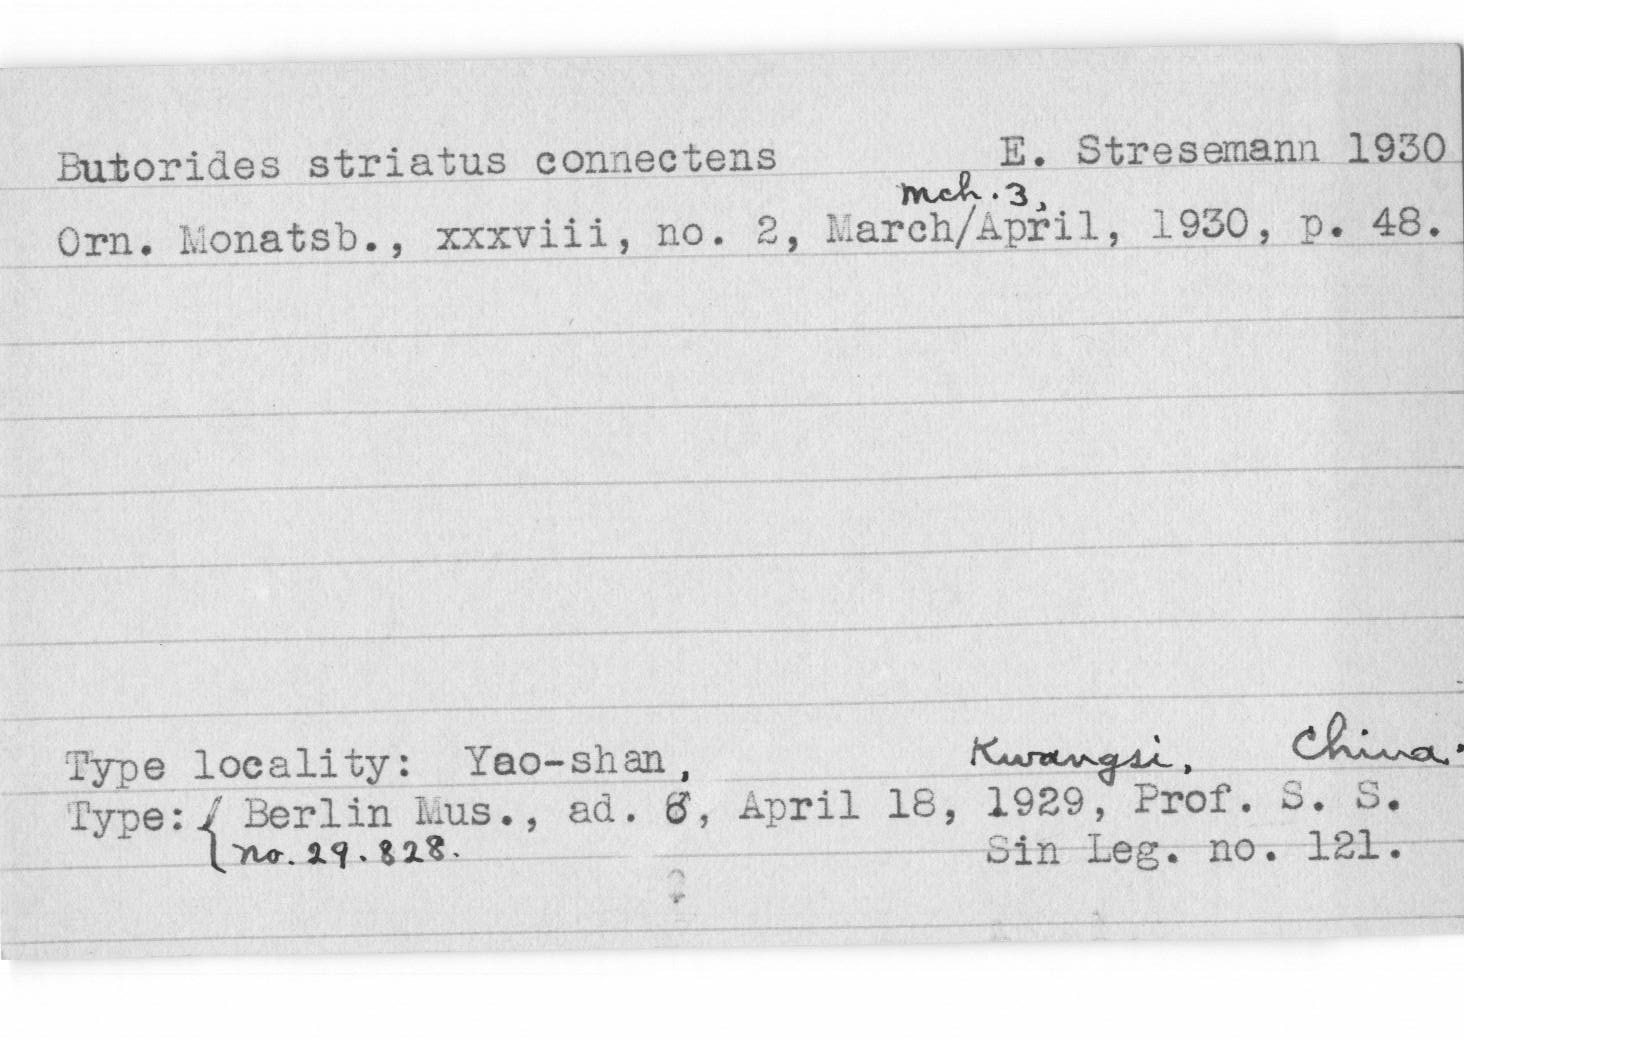 Butorides striatus connectens E. Stresemann 1930
mch. 3,
Orn. Monatsb., xxxviii, no. 2, March/April, 1930, p. 48.
Type locality: Yao-shan, Kwangsi, China.
Type: { Berlin Mus., ad. ♂, April 18, 1929, Prof. S. S.
no. 29.828. Sin Leg. no. 121.